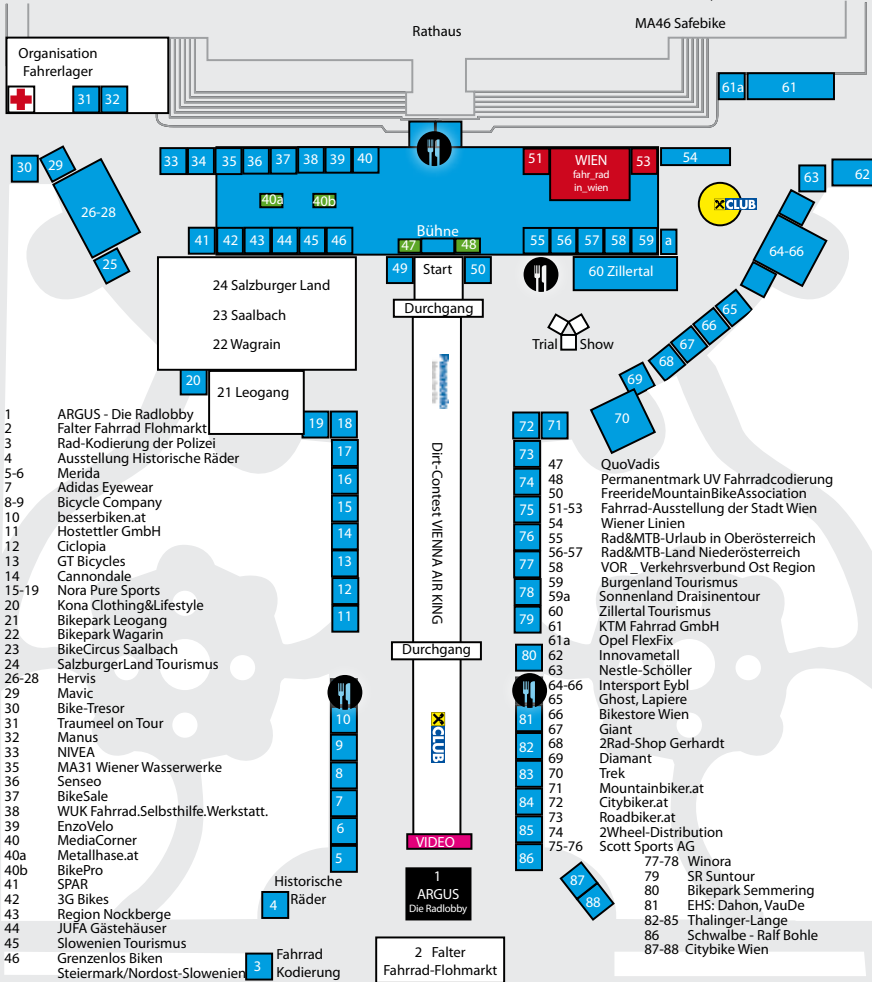 Rathaus
MA46 Safebike
Organisation
Fahrerlager
31 32
61a 61
33 34 35 36 37 38 39 40
51 WIEN 53
fahr_rad
in_wien
54
30 29
26-28
25
63 62
40a 40b
CLUB
64-66
Bühne
41 42 43 44 45 46
47 48
55 56 57 58 59 a
49 Start 50
60 Zillertal
24 Salzburger Land
23 Saalbach
22 Wagrain
Durchgang
Trial Show
65
66
67
68
69
70
20
21 Leogang
19 18
17
16
15
14
13
12
11
Panasonic
Dirt-Contest VIENNA AIR KING
Durchgang
CLUB
VIDEO
72 71
73
74
75
76
77
78
79
80
81
82
83
84
85
86
87
88
10
9
8
7
6
5
1
ARGUS
Die Radlobby
2 Falter
Fahrrad-Flohmarkt
Historische
Räder
4
3
Fahrrad
Kodierung
1 ARGUS - Die Radlobby
2 Falter Fahrrad Flohmarkt
3 Rad-Kodierung der Polizei
4 Ausstellung Historische Räder
5-6 Merida
7 Adidas Eyewear
8-9 Bicycle Company
10 besserbiken.at
11 Hostettler GmbH
12 Ciclopia
13 GT Bicycles
14 Cannondale
15-19 Nora Pure Sports
20 Kona Clothing&Lifestyle
21 Bikepark Leogang
22 Bikepark Wagarin
23 BikeCircus Saalbach
24 SalzburgerLand Tourismus
26-28 Hervis
29 Mavic
30 Bike-Tresor
31 Traumeel on Tour
32 Manus
33 NIVEA
35 MA31 Wiener Wasserwerke
36 Senseo
37 BikeSale
38 WUK Fahrrad.Selbsthilfe.Werkstatt.
39 EnzoVelo
40 MediaCorner
40a Metallhase.at
40b BikePro
41 SPAR
42 3G Bikes
43 Region Nockberge
44 JUFA Gästehäuser
45 Slowenien Tourismus
46 Grenzenlos Biken
Steiermark/Nordost-Slowenien
47 QuoVadis
48 Permanentmark UV Fahrradcodierung
50 FreerideMountainBikeAssociation
51-53 Fahrrad-Ausstellung der Stadt Wien
54 Wiener Linien
55 Rad&MTB-Urlaub in Oberösterreich
56-57 Rad&MTB-Land Niederösterreich
58 VOR _ Verkehrsverbund Ost Region
59 Burgenland Tourismus
59a Sonnenland Draisinentour
60 Zillertal Tourismus
61 KTM Fahrrad GmbH
61a Opel FlexFix
62 Innovametall
63 Nestle-Schöller
64-66 Intersport Eybl
65 Ghost, Lapiere
66 Bikestore Wien
67 Giant
68 2Rad-Shop Gerhardt
69 Diamant
70 Trek
71 Mountainbiker.at
72 Citybiker.at
73 Roadbiker.at
74 2Wheel-Distribution
75-76 Scott Sports AG
77-78 Winora
79 SR Suntour
80 Bikepark Semmering
81 EHS: Dahon, VauDe
82-85 Thalinger-Lange
86 Schwalbe - Ralf Bohle
87-88 Citybike Wien